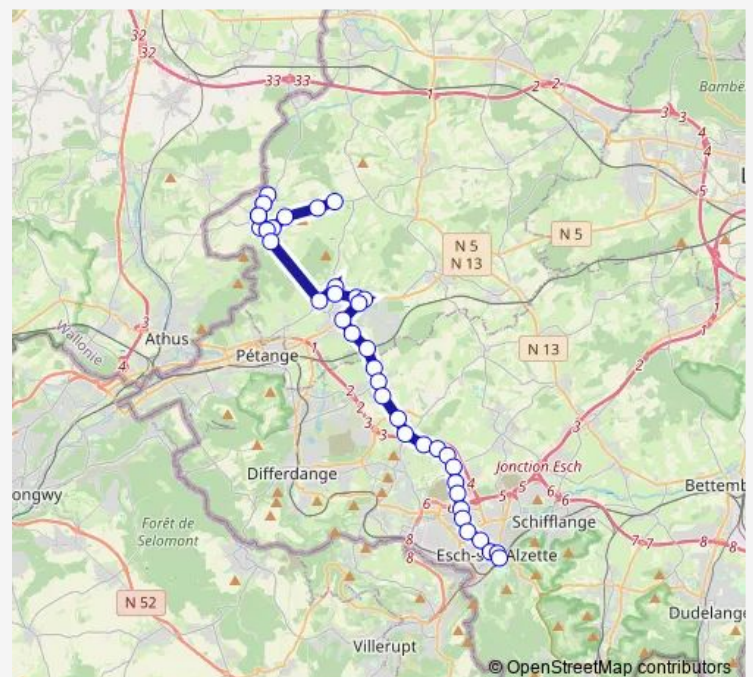 32
32
33 33
1
2 2
Bambe
3 3
4
4
5
L
N 5
N 13
N 5
3
Athus
Wallonie
4
Pétange
1
N 13
2
1
2
2
3
3
3
Differdange
4
Jonction Esch
5 5
6
6
6
Bettemb
ongwy
Forêt de
Selomont
8
8
Schifflange
7 7
8
8
Esch-s Alzette
N 52
Dudelange
Villerupt
© OpenStreetMap contributors